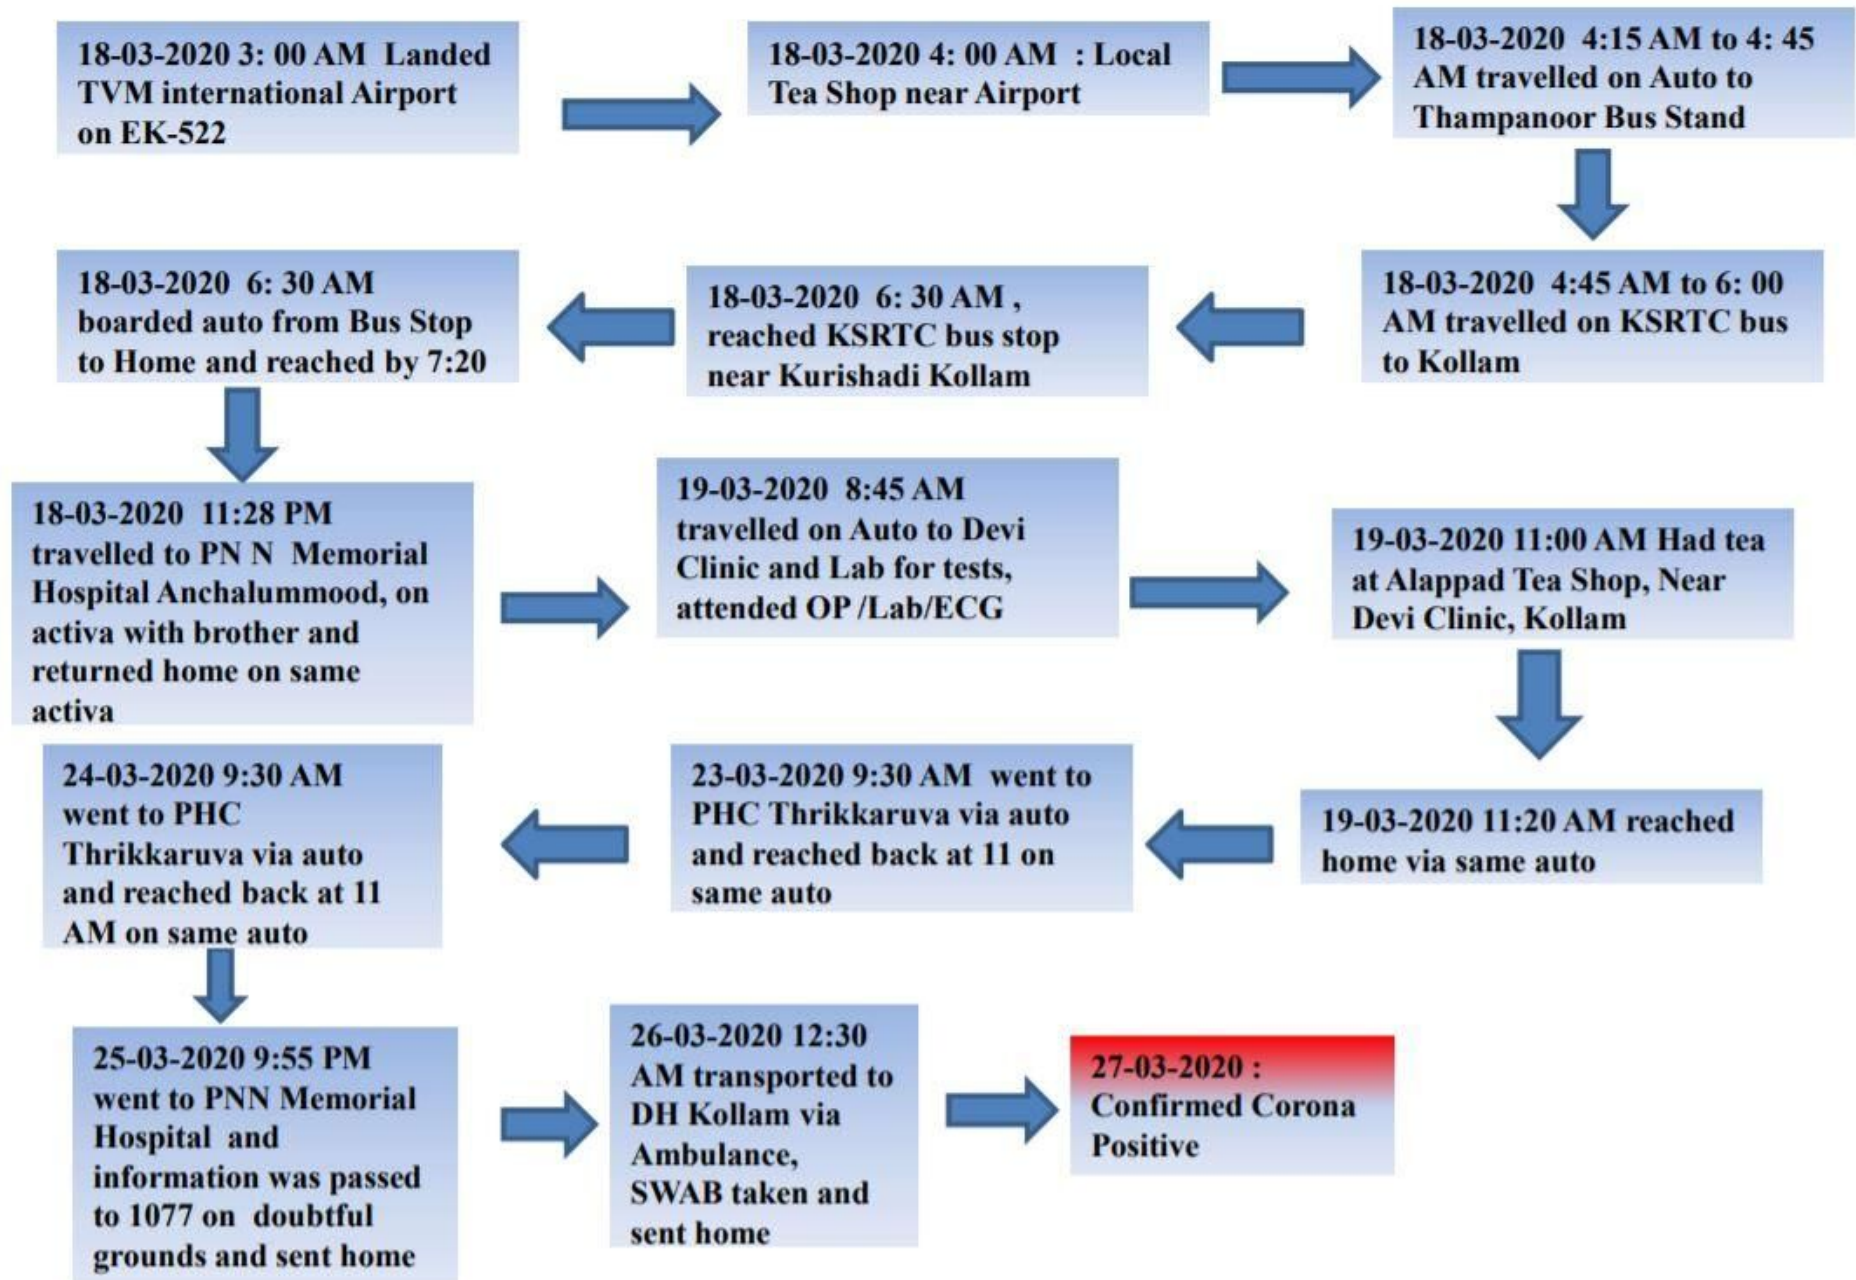 18-03-2020 3: 00 AM  Landed
TVM international Airport
on EK-522
18-03-2020 4: 00 AM  : Local
Tea Shop near Airport
18-03-2020  4:15 AM to 4: 45
AM travelled on Auto to
Thampanoor Bus Stand
18-03-2020  4:45 AM to 6: 00
AM travelled on KSRTC bus
to Kollam
18-03-2020  6: 30 AM ,
reached KSRTC bus stop
near Kurishadi Kollam
18-03-2020  6: 30 AM
boarded auto from Bus Stop
to Home and reached by 7:20
18-03-2020  11:28 PM
travelled to PN N  Memorial
Hospital Anchalummood, on
activa with brother and
returned home on same
activa
19-03-2020  8:45 AM
travelled on Auto to Devi
Clinic and Lab for tests,
attended OP /Lab/ECG
19-03-2020 11:00 AM Had tea
at Alappad Tea Shop, Near
Devi Clinic, Kollam
19-03-2020 11:20 AM reached
home via same auto
23-03-2020 9:30 AM  went to
PHC Thrikkaruva via auto
and reached back at 11 on
same auto
24-03-2020 9:30 AM
went to PHC
Thrikkaruva via auto
and reached back at 11
AM on same auto
25-03-2020 9:55 PM
went to PNN Memorial
Hospital  and
information was passed
to 1077 on  doubtful
grounds and sent home
26-03-2020 12:30
AM transported to
DH Kollam via
Ambulance,
SWAB taken and
sent home
27-03-2020 :
Confirmed Corona
Positive